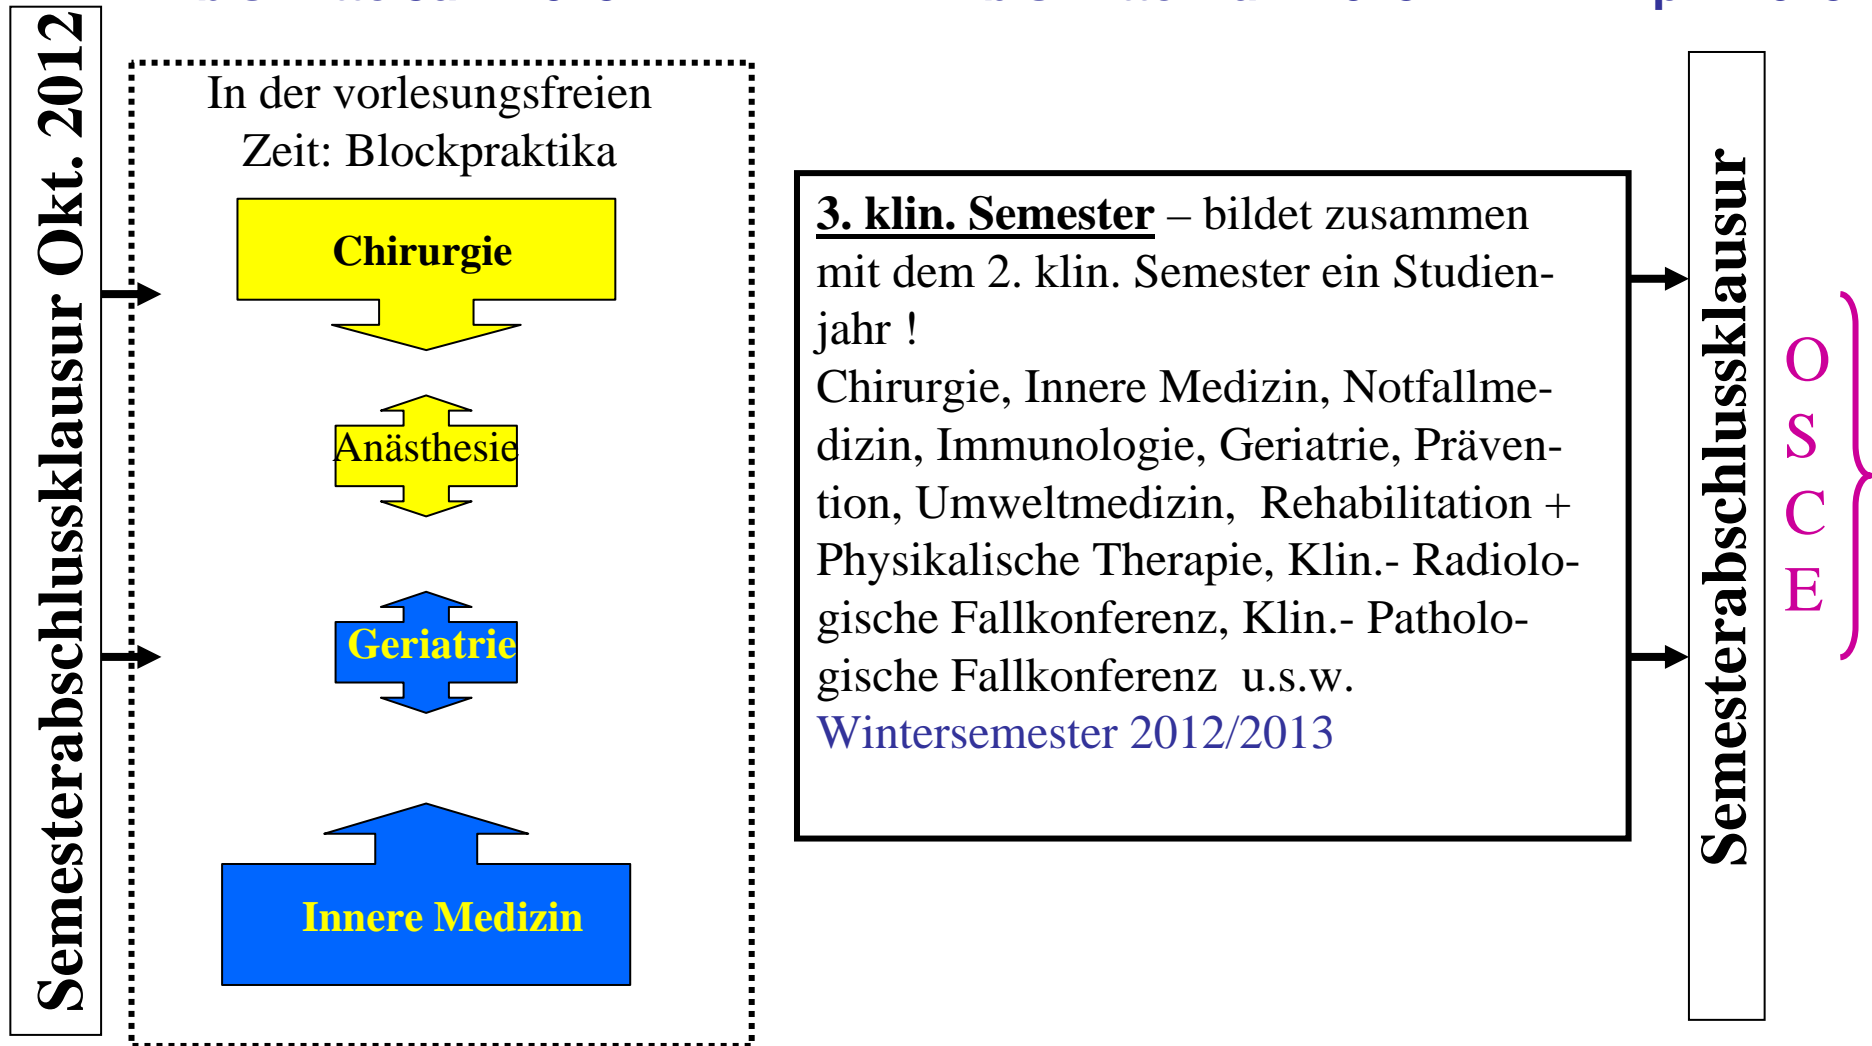 Semesterabschlussklausur Okt. 2012
In der vorlesungsfreien
Zeit: Blockpraktika
Chirurgie
Anästhesie
Geriatrie
Innere Medizin
3. klin. Semester – bildet zusammen
mit dem 2. klin. Semester ein Studien-
jahr !
Chirurgie, Innere Medizin, Notfallme-
dizin, Immunologie, Geriatrie, Präven-
tion, Umweltmedizin, Rehabilitation +
Physikalische Therapie, Klin.- Radiolo-
gische Fallkonferenz, Klin.- Patholo-
gische Fallkonferenz u.s.w.
Wintersemester 2012/2013
Semesterabschlussklausur
O
S
C
E